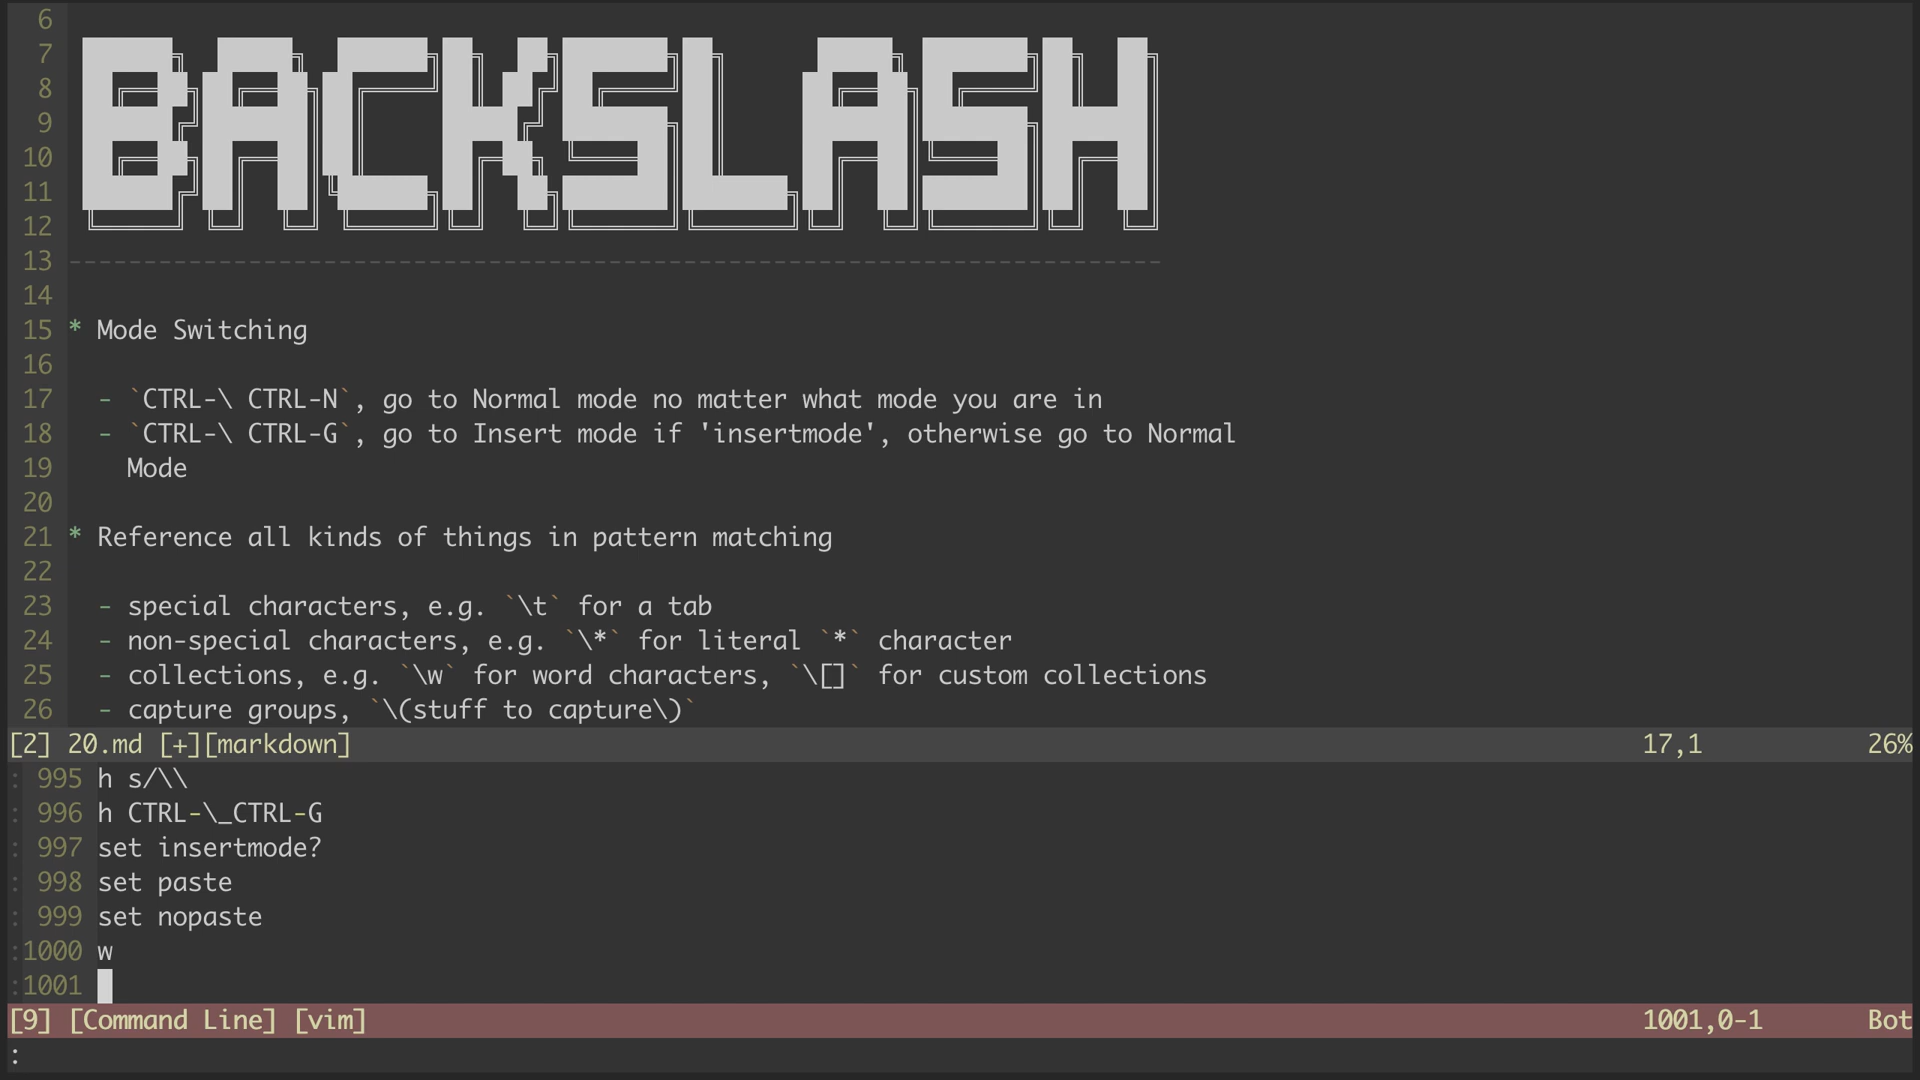 6
7
8
9
10
11
12
BACKSLASH
13 -------------------------------------------------------------------------
14
15 * Mode Switching
16
17   - `CTRL-\ CTRL-N`, go to Normal mode no matter what mode you are in
18   - `CTRL-\ CTRL-G`, go to Insert mode if 'insertmode', otherwise go to Normal
19     Mode
20
21 * Reference all kinds of things in pattern matching
22
23   - special characters, e.g. `\t` for a tab
24   - non-special characters, e.g. `\*` for literal `*` character
25   - collections, e.g. `\w` for word characters, `\[]` for custom collections
26   - capture groups, `\(stuff to capture\)`
[2] 20.md [+][markdown] 17,1 26%
: 995 h s/\\
: 996 h CTRL-\_CTRL-G
: 997 set insertmode?
: 998 set paste
: 999 set nopaste
:1000 w
:1001
[9] [Command Line] [vim] 1001,0-1 Bot
: